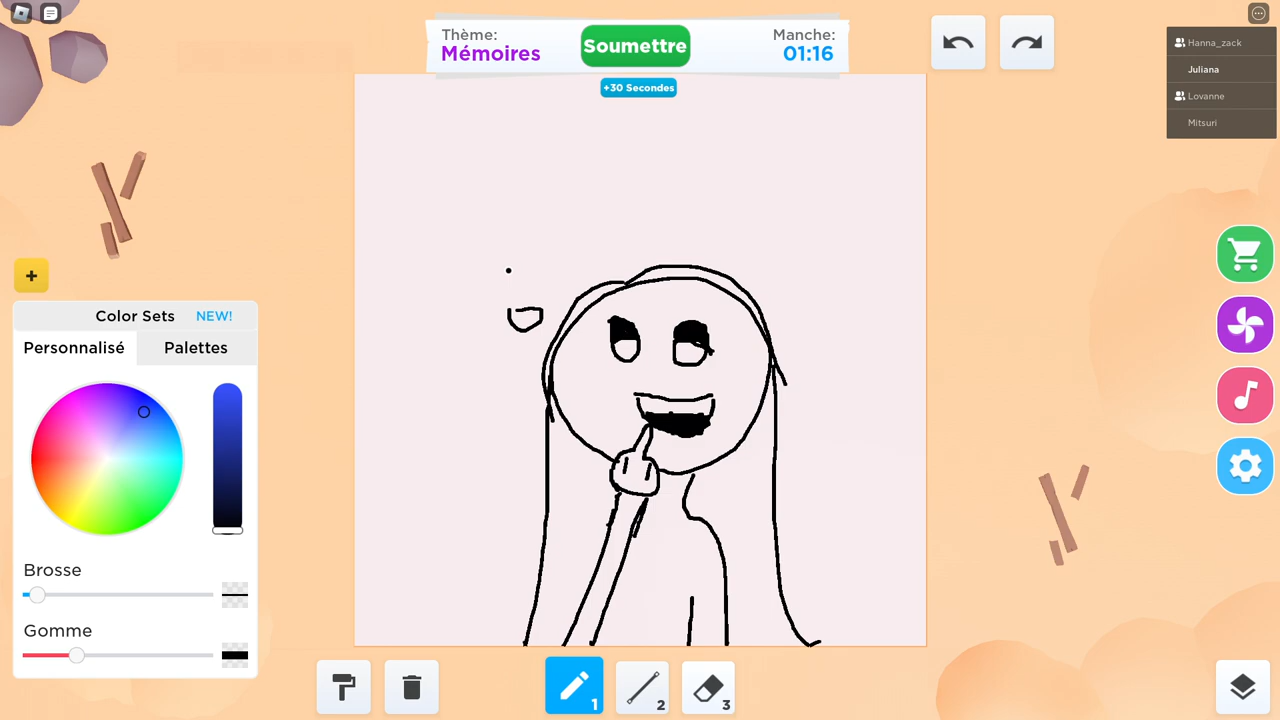 Thème:
Mémoires
Soumettre
Manche:
01:16
+30 Secondes
Hanna_zack
Juliana
Lovanne
Mitsuri
+
Color Sets NEW!
Personnalisé Palettes
Brosse
Gomme
1
2
3